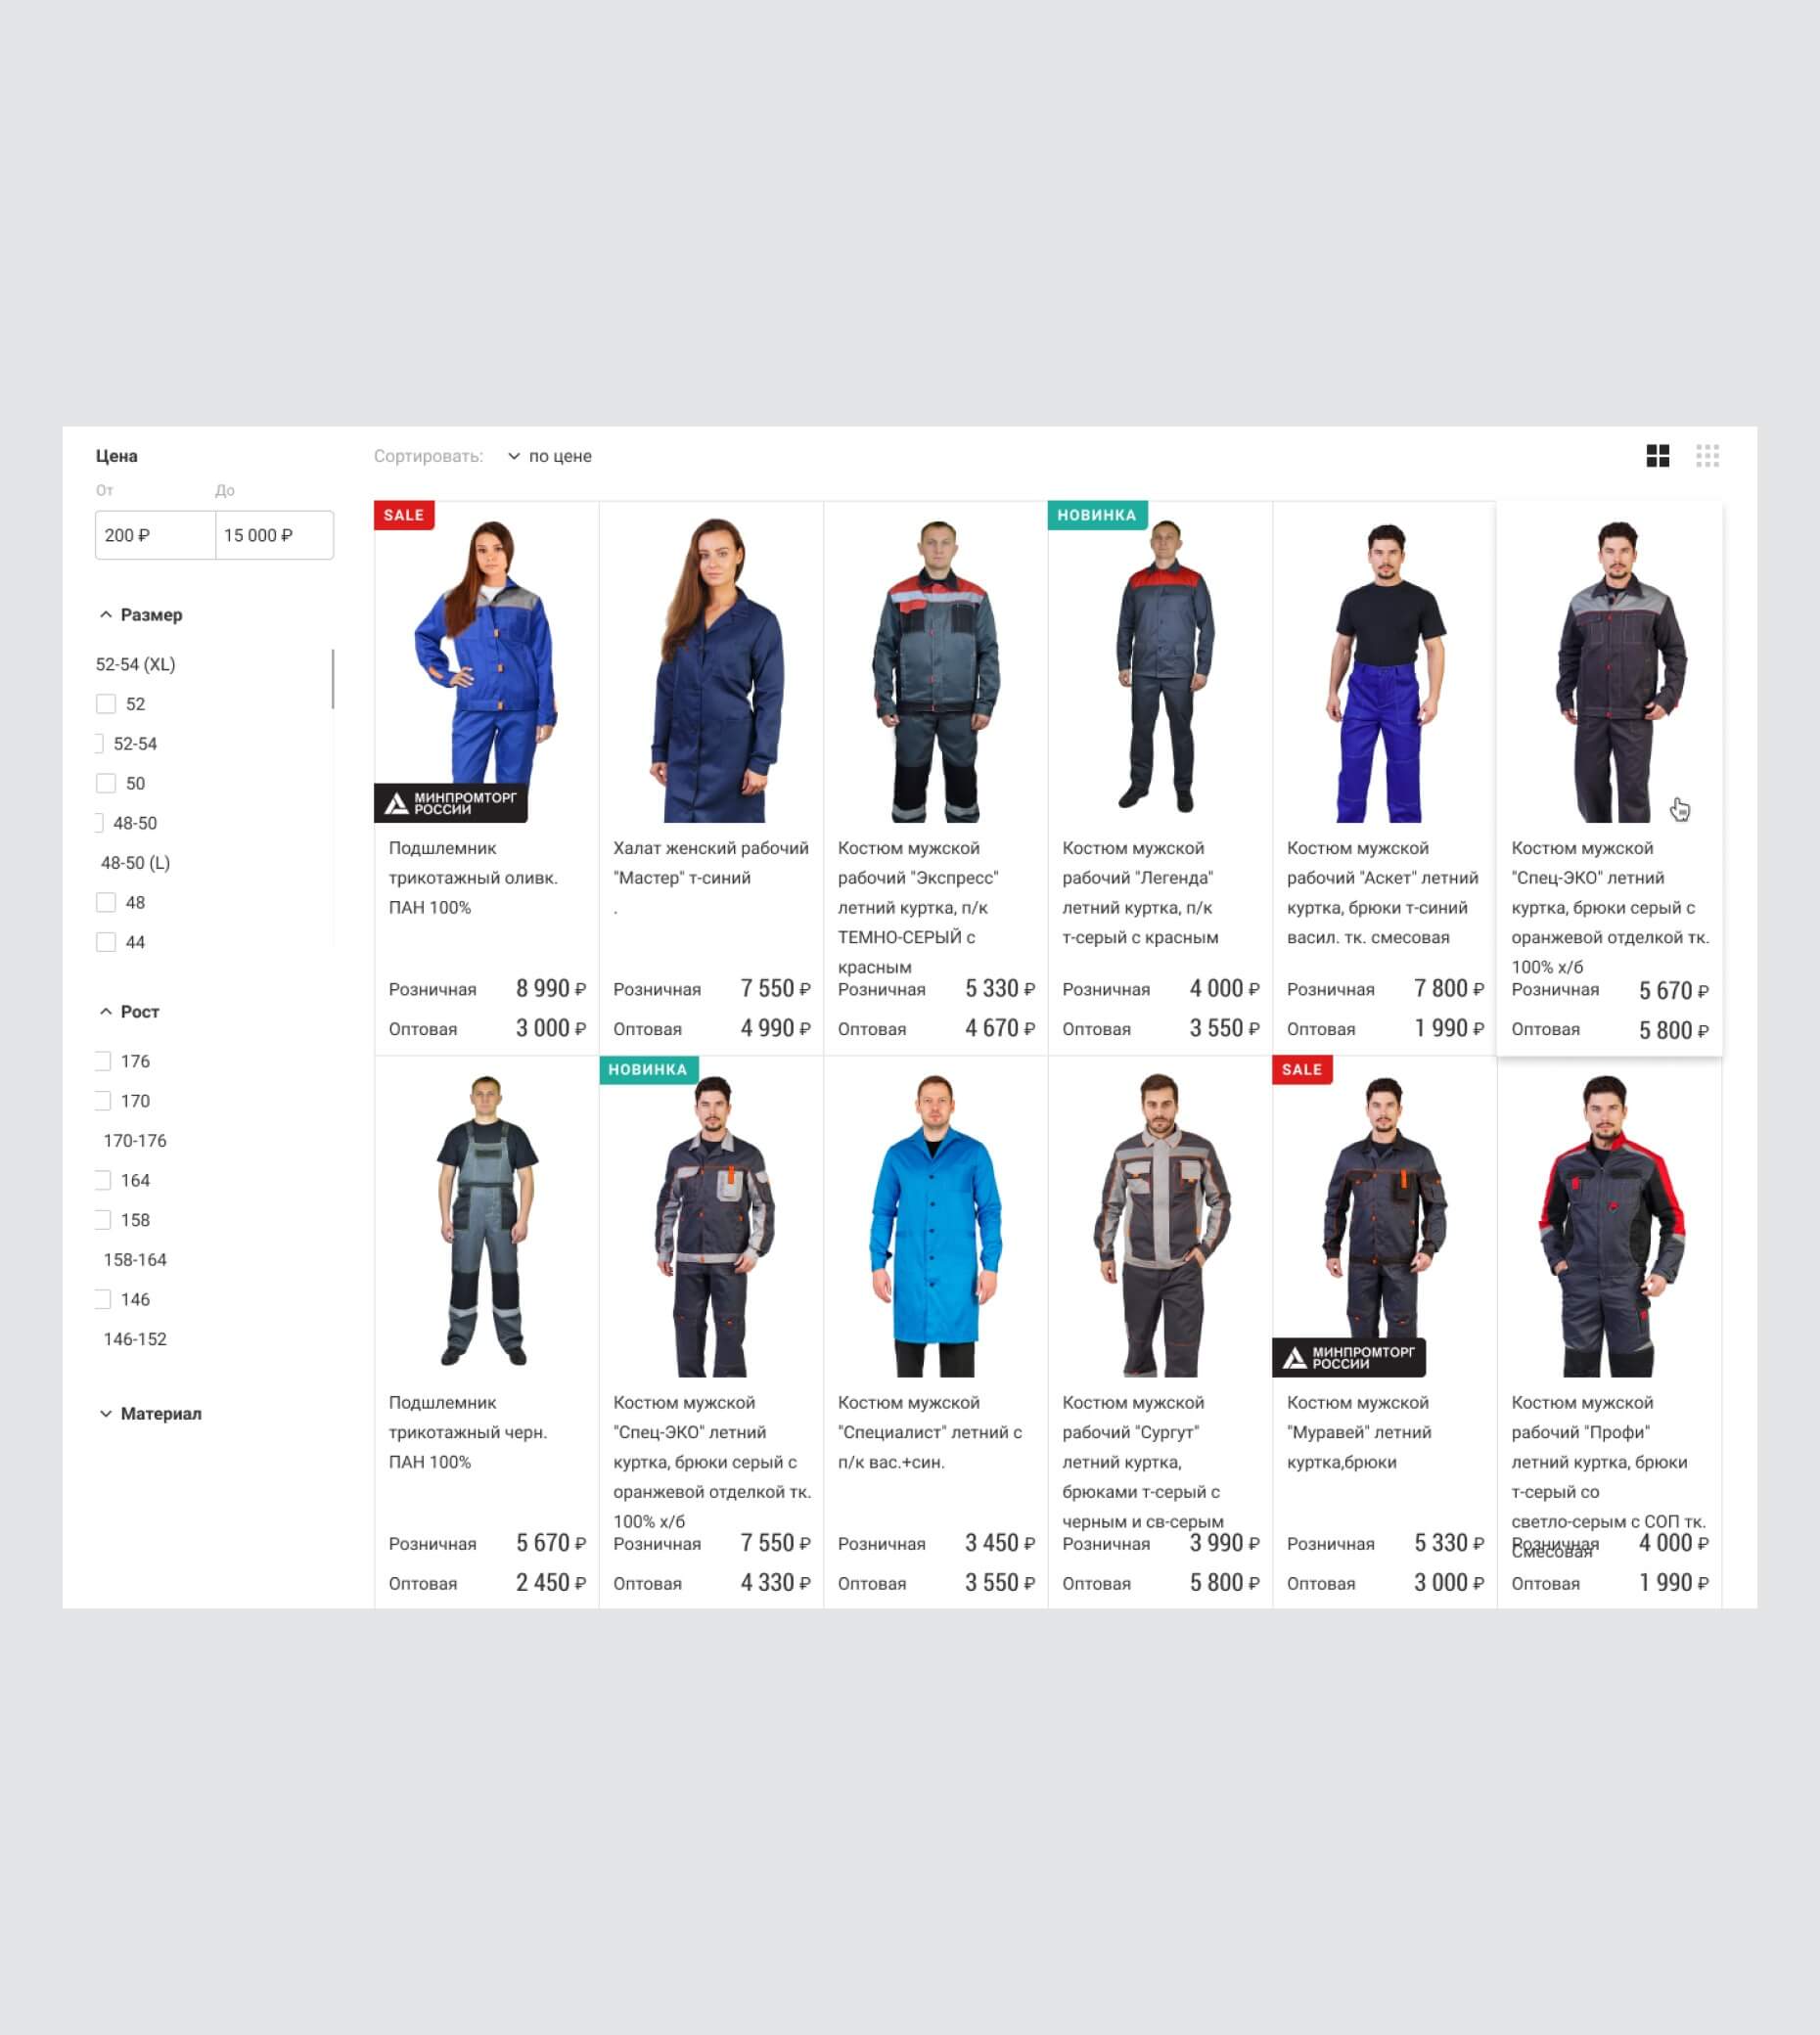 Цена
От До
200 ₽ 15 000 ₽
Размер
52-54 (XL)
52
52-54
50
48-50
48-50 (L)
48
44
Рост
176
170
170-176
164
158
158-164
146
146-152
Материал
Сортировать: по цене
SALE
МИНПРОМТОРГ
РОССИИ
Подшлемник
трикотажный оливк.
ПАН 100%
Розничная 8 990 ₽
Оптовая 3 000 ₽
Халат женский рабочий
"Мастер" т-синий
.
Розничная 7 550 ₽
Оптовая 4 990 ₽
Костюм мужской
рабочий "Экспресс"
летний куртка, п/к
ТЕМНО-СЕРЫЙ с
красным
Розничная 5 330 ₽
Оптовая 4 670 ₽
НОВИНКА
Костюм мужской
рабочий "Легенда"
летний куртка, п/к
т-серый с красным
Розничная 4 000 ₽
Оптовая 3 550 ₽
Костюм мужской
рабочий "Аскет" летний
куртка, брюки т-синий
васил. тк. смесовая
Розничная 7 800 ₽
Оптовая 1 990 ₽
Костюм мужской
"Спец-ЭКО" летний
куртка, брюки серый с
оранжевой отделкой тк.
100% х/б
Розничная 5 670 ₽
Оптовая 5 800 ₽
Подшлемник
трикотажный черн.
ПАН 100%
Розничная 5 670 ₽
Оптовая 2 450 ₽
НОВИНКА
Костюм мужской
"Спец-ЭКО" летний
куртка, брюки серый с
оранжевой отделкой тк.
100% х/б
Розничная 7 550 ₽
Оптовая 4 330 ₽
Костюм мужской
"Специалист" летний с
п/к вас.+син.
Розничная 3 450 ₽
Оптовая 3 550 ₽
Костюм мужской
рабочий "Сургут"
летний куртка,
брюками т-серый с
черным и св-серым
Розничная 3 990 ₽
Оптовая 5 800 ₽
SALE
МИНПРОМТОРГ
РОССИИ
Костюм мужской
"Муравей" летний
куртка,брюки
Розничная 5 330 ₽
Оптовая 3 000 ₽
Костюм мужской
рабочий "Профи"
летний куртка, брюки
т-серый со
светло-серым с СОП тк.
Смесовая
Розничная 4 000 ₽
Оптовая 1 990 ₽